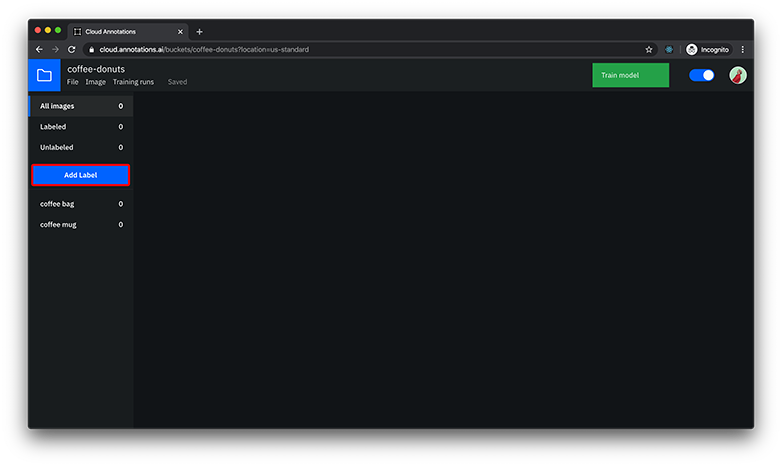 Cloud Annotations
cloud.annotations.ai/buckets/coffee-donuts?location=us-standard
Incognito
coffee-donuts
File Image Training runs Saved
Train model
All images 0
Labeled 0
Unlabeled 0
Add Label
coffee bag 0
coffee mug 0